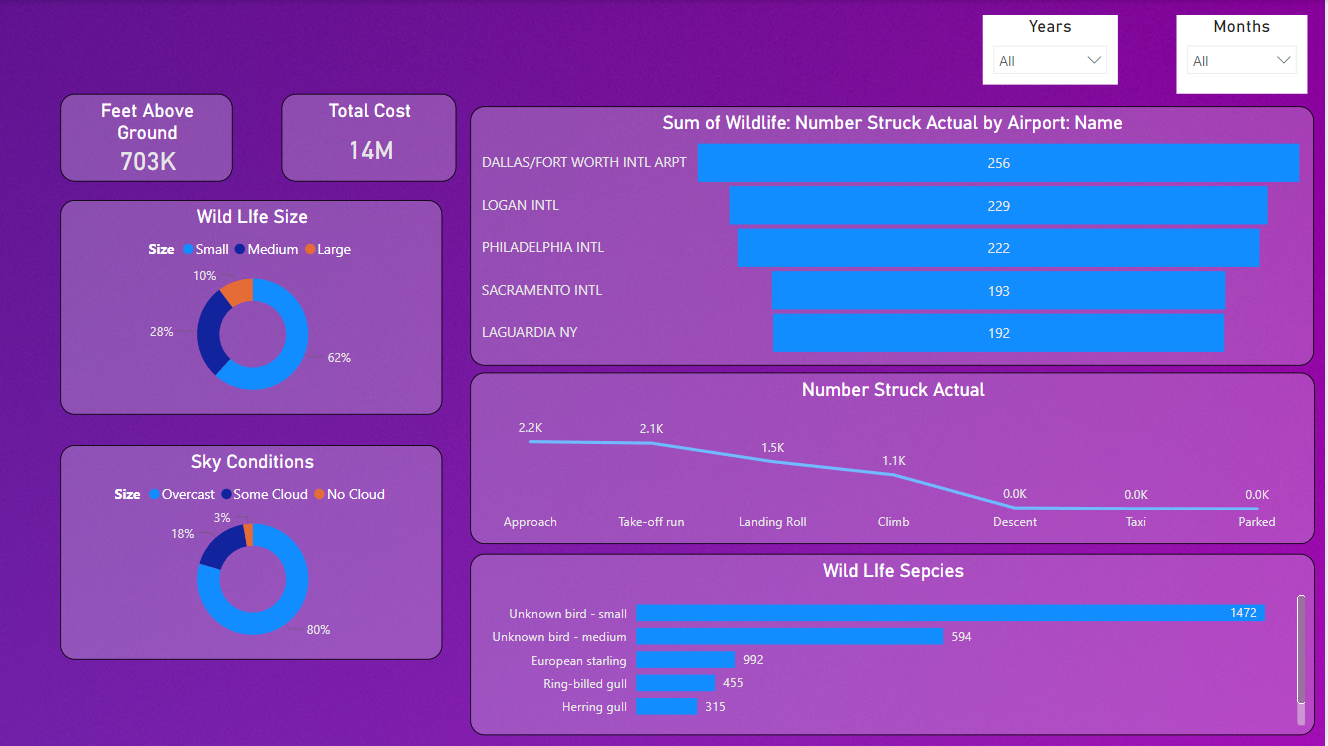 Years
All
Months
All
Feet Above
Ground
703K
Total Cost
14M
Wild LIfe Size
Size Small Medium Large
10%
28%
62%
Sky Conditions
Size Overcast Some Cloud No Cloud
3%
18%
80%
Sum of Wildlife: Number Struck Actual by Airport: Name
DALLAS/FORT WORTH INTL ARPT 256
LOGAN INTL 229
PHILADELPHIA INTL 222
SACRAMENTO INTL 193
LAGUARDIA NY 192
Number Struck Actual
2.2K 2.1K 1.5K 1.1K 0.0K 0.0K 0.0K
Approach Take-off run Landing Roll Climb Descent Taxi Parked
Wild LIfe Sepcies
Unknown bird - small 1472
Unknown bird - medium 594
European starling 992
Ring-billed gull 455
Herring gull 315